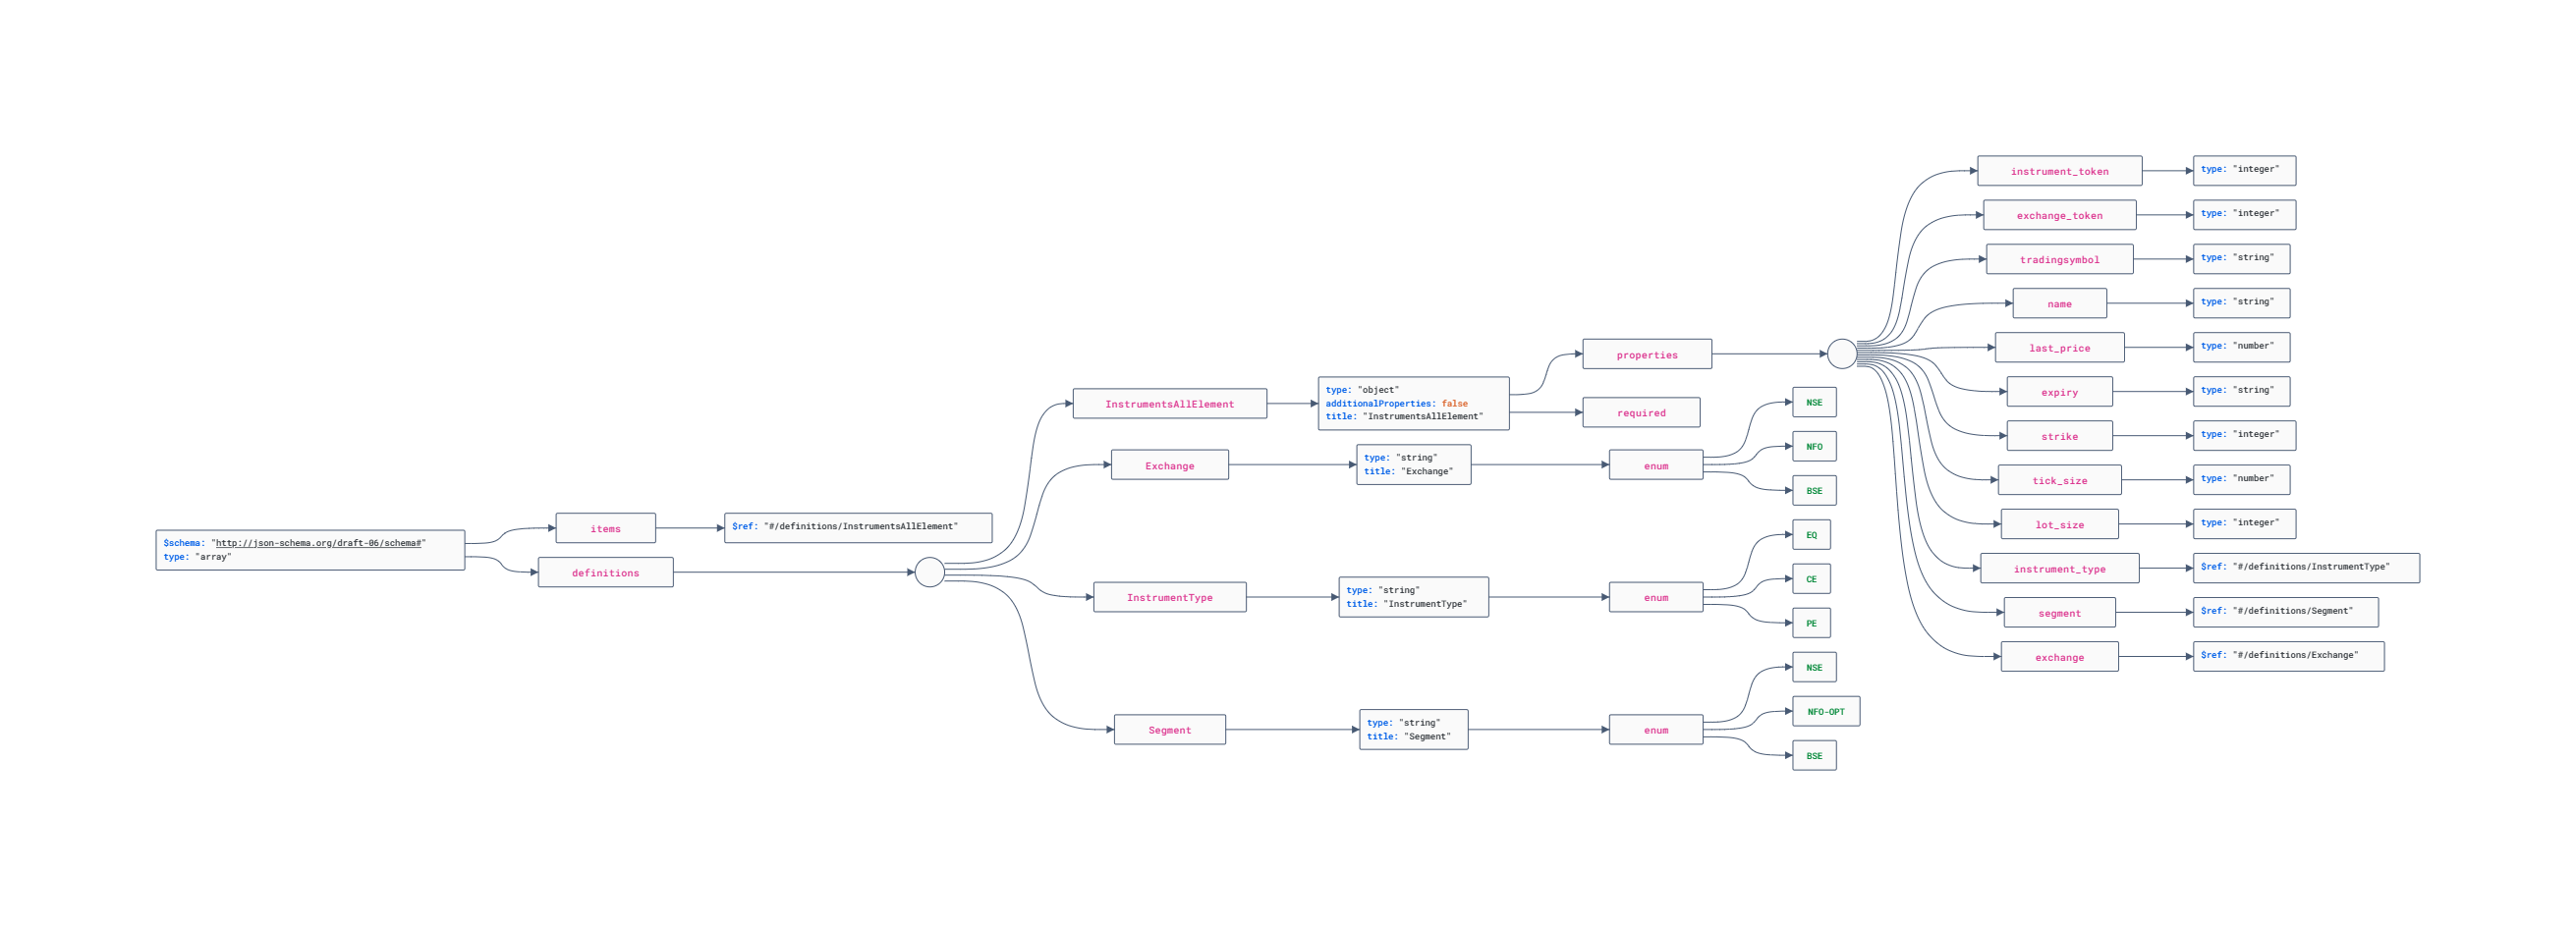 $schema: "http://json-schema.org/draft-06/schema#"
type: "array"
items
$ref: "#/definitions/InstrumentsAllElement"
definitions
InstrumentsAllElement
type: "object"
additionalProperties: false
title: "InstrumentsAllElement"
properties
instrument_token
type: "integer"
exchange_token
type: "integer"
tradingsymbol
type: "string"
name
type: "string"
last_price
type: "number"
expiry
type: "string"
strike
type: "integer"
tick_size
type: "number"
lot_size
type: "integer"
instrument_type
$ref: "#/definitions/InstrumentType"
segment
$ref: "#/definitions/Segment"
exchange
$ref: "#/definitions/Exchange"
required
Exchange
type: "string"
title: "Exchange"
enum
NSE
NFO
BSE
InstrumentType
type: "string"
title: "InstrumentType"
enum
EQ
CE
PE
Segment
type: "string"
title: "Segment"
enum
NSE
NFO-OPT
BSE